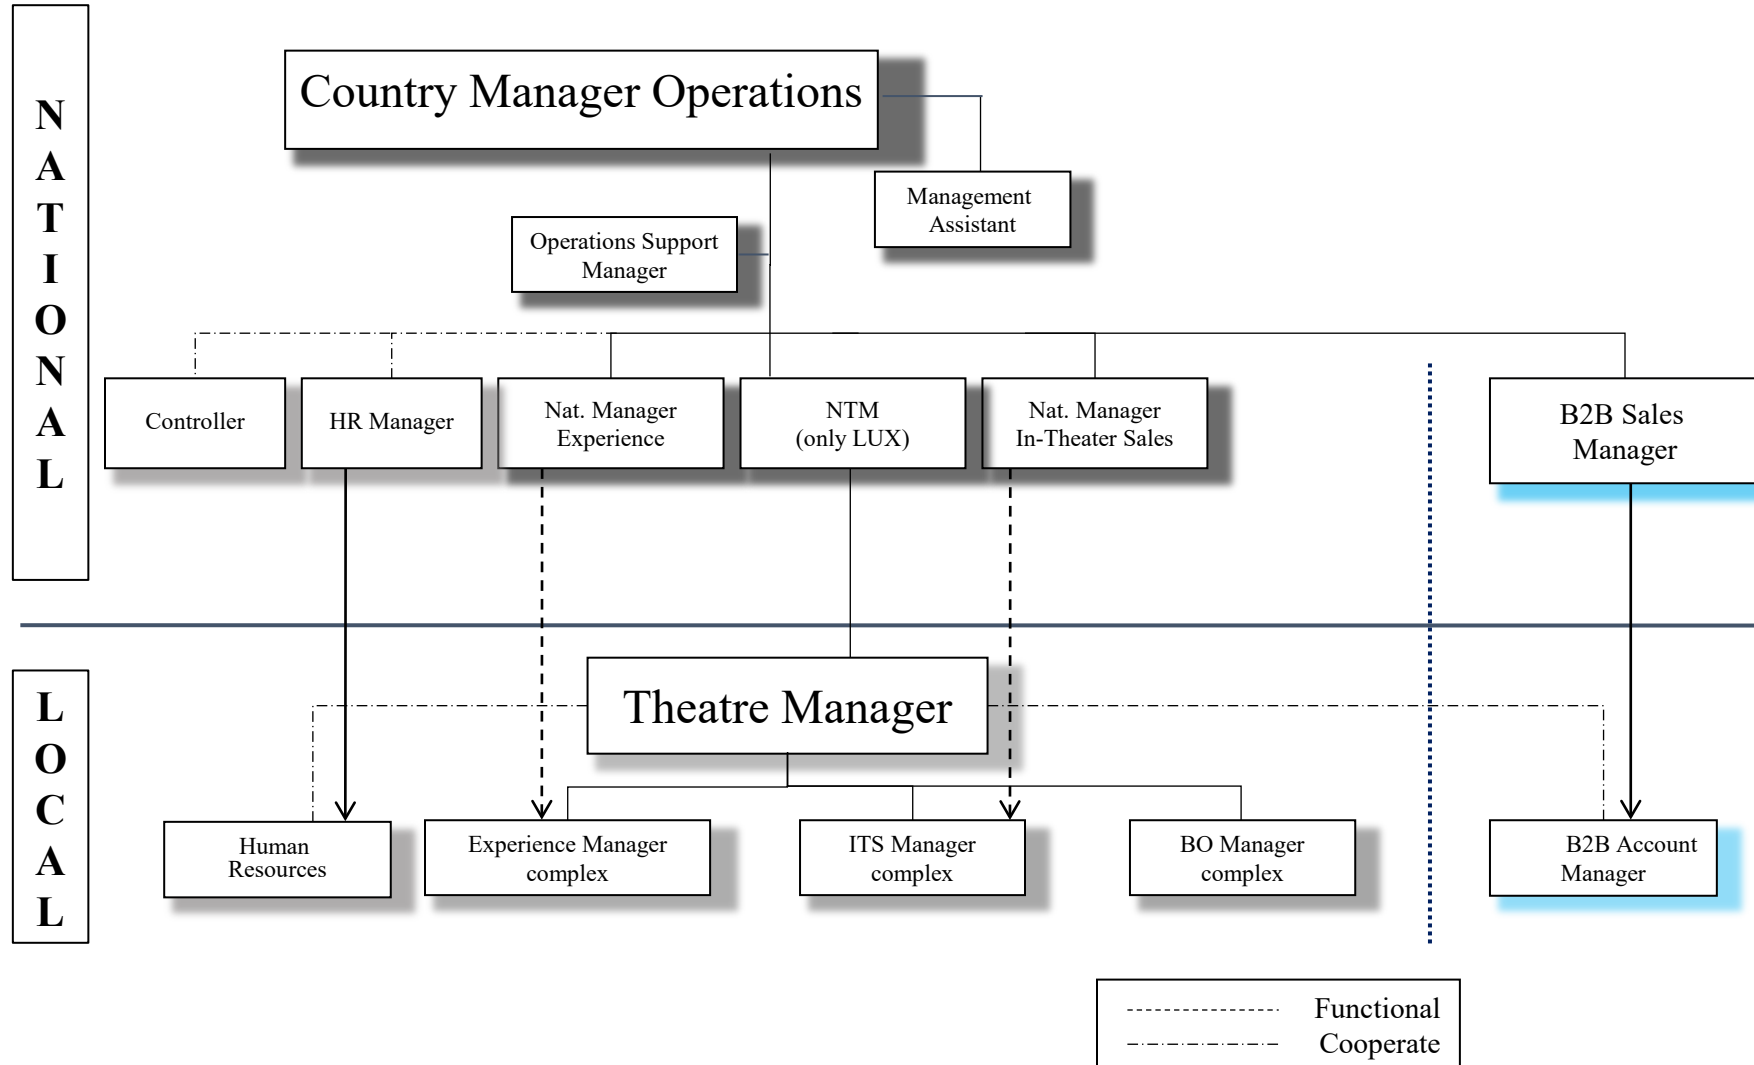 NATIONAL
Country Manager Operations
Management
Assistant
Operations Support
Manager
Controller
HR Manager
Nat. Manager
Experience
NTM
(only LUX)
Nat. Manager
In-Theater Sales
B2B Sales
Manager
LOCAL
Theatre Manager
Human
Resources
Experience Manager
complex
ITS Manager
complex
BO Manager
complex
B2B Account
Manager
Functional
Cooperate